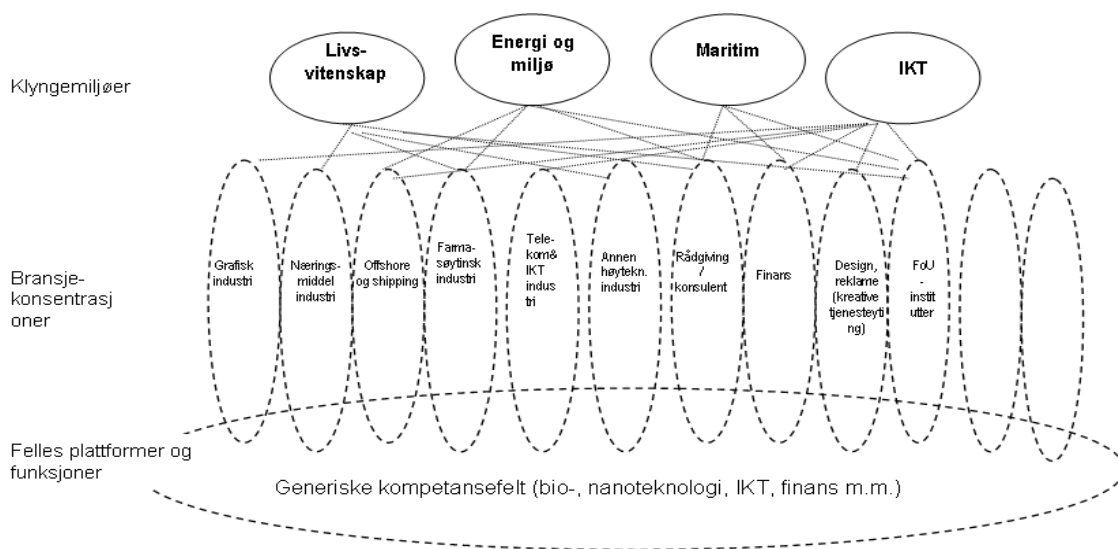 Livs-
vitenskap
Energi og
miljø
Maritim
IKT
Klyngemiljøer
Grafisk
industri
Nærings-
middel
industri
Offshore
og shipping
Farma-
søytinsk
industri
Tele-
kom&
IKT
indus
tri
Annen
høytekn.
industri
Rådgiving
/
konsulent
Finans
Design,
reklame
(kreative
tjenesteyti
ng)
FoU
-
instit
utter
Bransje-
konsentrasj
oner
Felles plattformer og
funksjoner
Generiske kompetansefelt (bio-, nanoteknologi, IKT, finans m.m.)